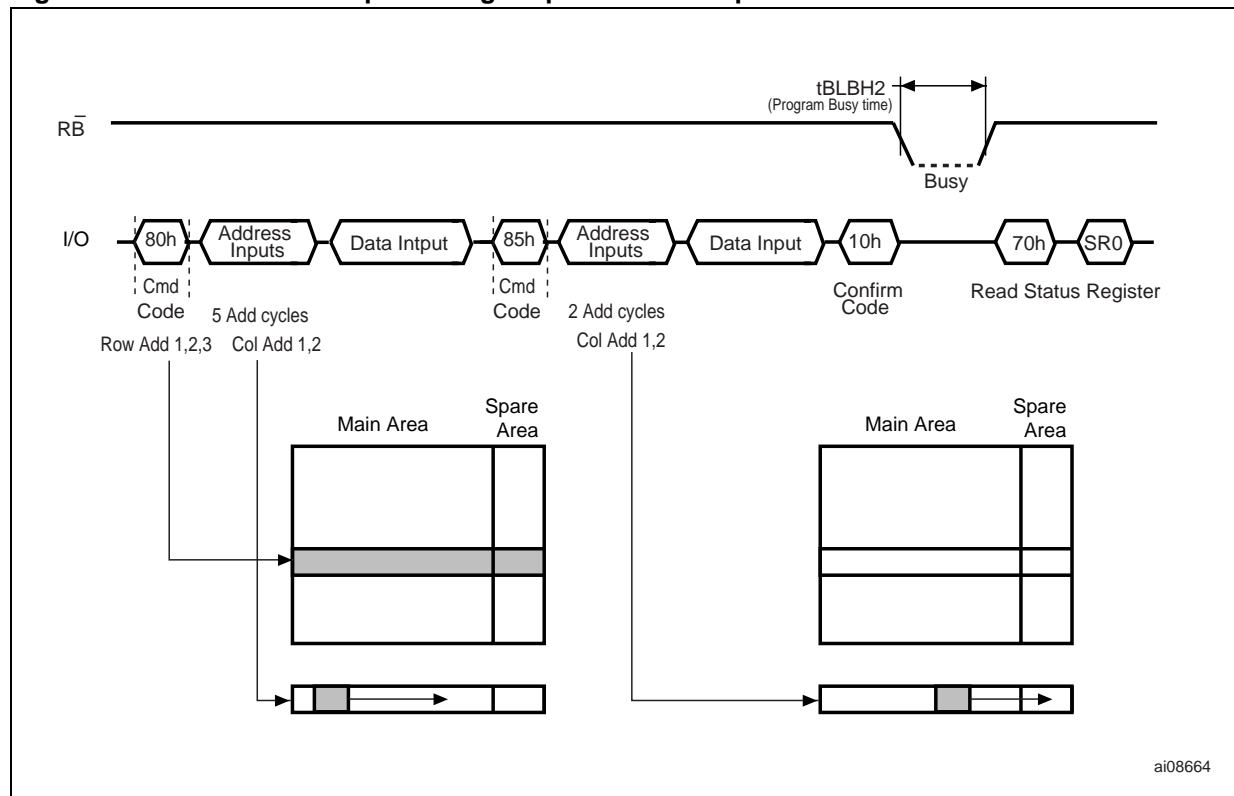 tBLBH2
(Program Busy time)
RB̅
Busy
I/O
80h
Address
Inputs
Data Intput
85h
Address
Inputs
Data Input
10h
70h
SR0
Cmd
Code
Cmd
Code
Confirm
Code
Read Status Register
5 Add cycles
2 Add cycles
Row Add 1,2,3
Col Add 1,2
Col Add 1,2
Main Area
Spare
Area
Main Area
Spare
Area
ai08664